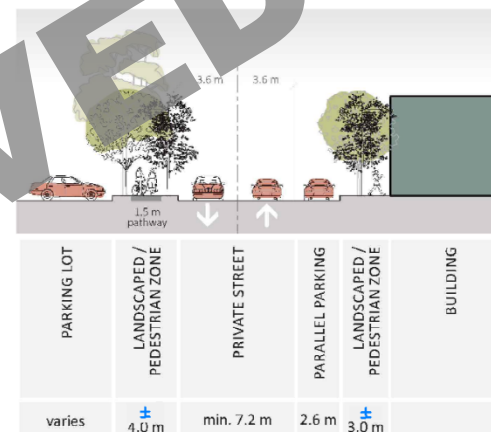 VED
3.6 m
3.6 m
1.5 m
pathway
PARKING LOT
LANDSCAPED /
PEDESTRIAN ZONE
PRIVATE STREET
PARALLEL PARKING
LANDSCAPED /
PEDESTRIAN ZONE
BUILDING
varies
±
4.0 m
min. 7.2 m
2.6 m
±
3.0 m